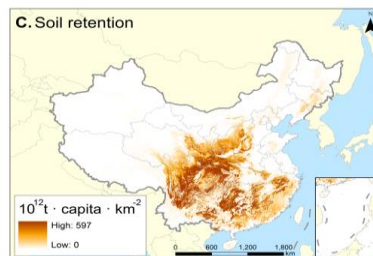 C. Soil retention
N
10¹²t · capita · km⁻²
High: 597
Low: 0
0 600 1,200 1,800
km